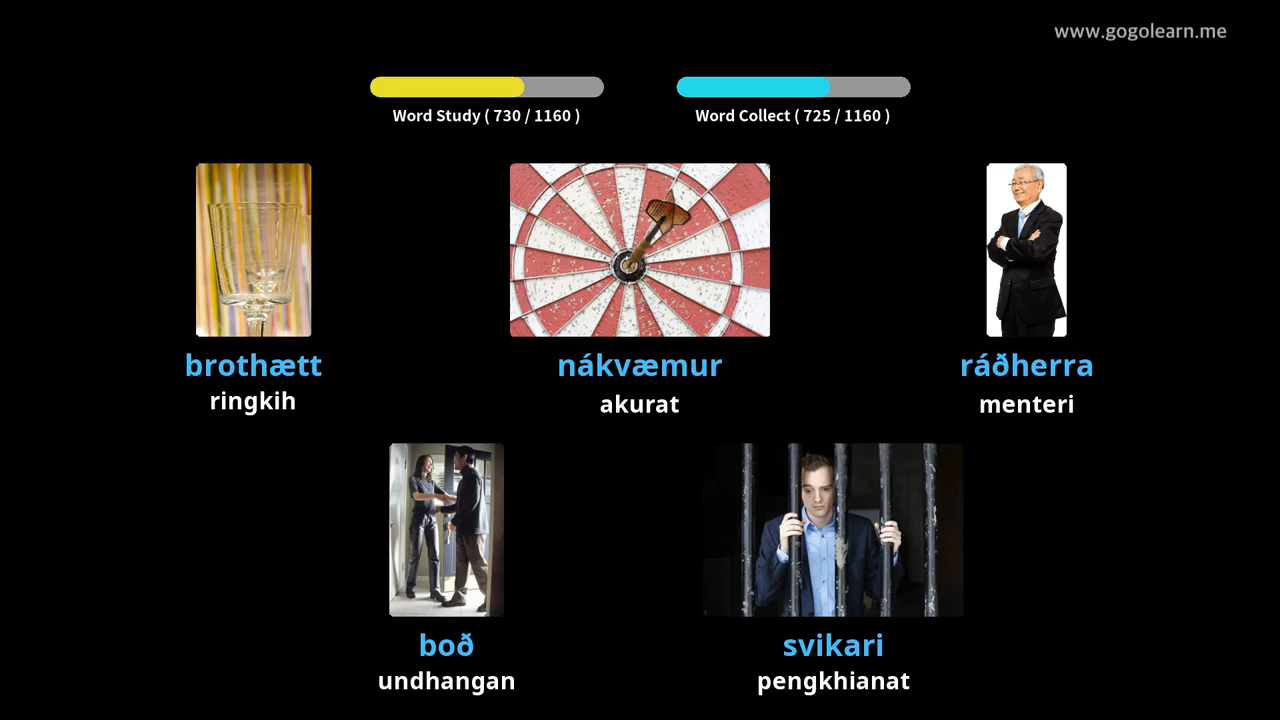 www.gogolearn.me
Word Study ( 730 / 1160 )
Word Collect ( 725 / 1160 )
brothætt
ringkih
nákvæmur
akurat
ráðherra
menteri
boð
undhangan
svikari
pengkhianat